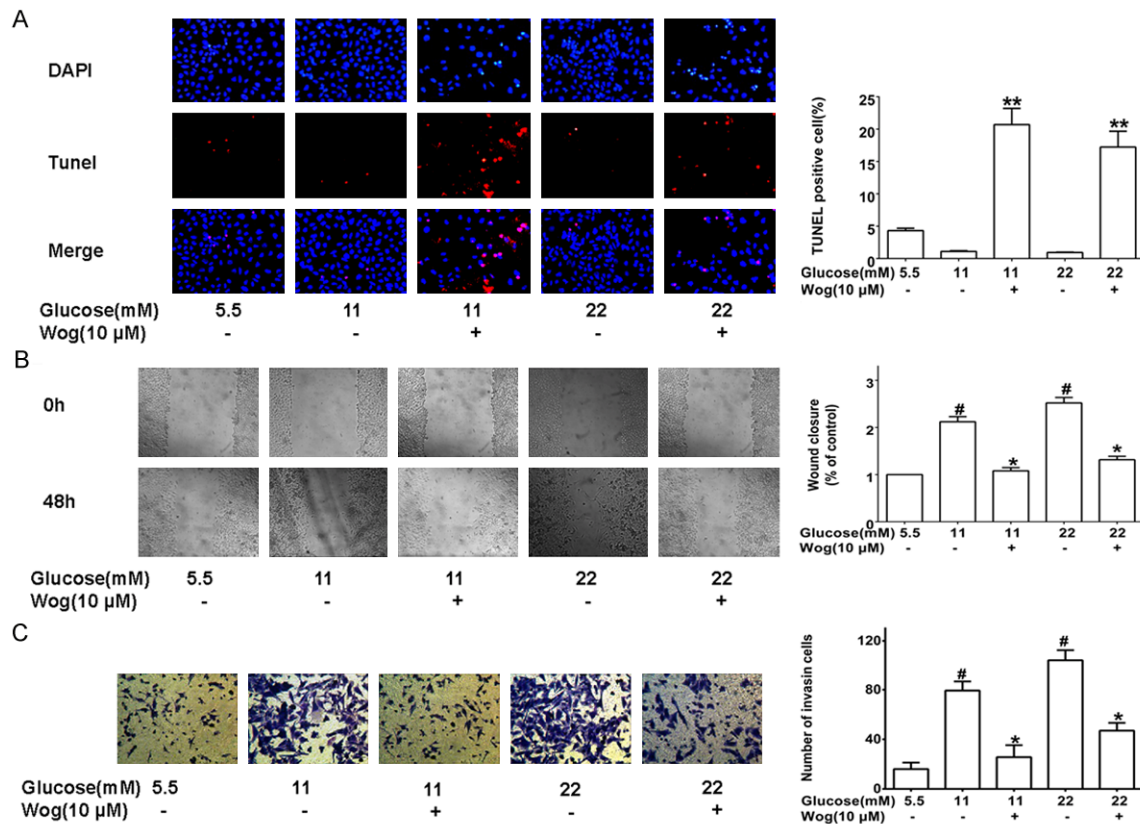 A
DAPI
Tunel
Merge
Glucose(mM) 5.5 11 11 22 22
Wog(10 µM) - - + - +
TUNEL positive cell(%)
25
20
15
10
5
0
** **
Glucose(mM) 5.5 11 11 22 22
Wog(10 µM) - - + - +
B
0h
48h
Glucose(mM) 5.5 11 11 22 22
Wog(10 µM) - - + - +
Wound closure
(% of control)
3
2
1
0
# * # *
Glucose(mM) 5.5 11 11 22 22
Wog(10 µM) - - + - +
C
Glucose(mM) 5.5 11 11 22 22
Wog(10 µM) - - + - +
Number of invasin cells
120
80
40
0
# * # *
Glucose(mM) 5.5 11 11 22 22
Wog(10 µM) - - + - +